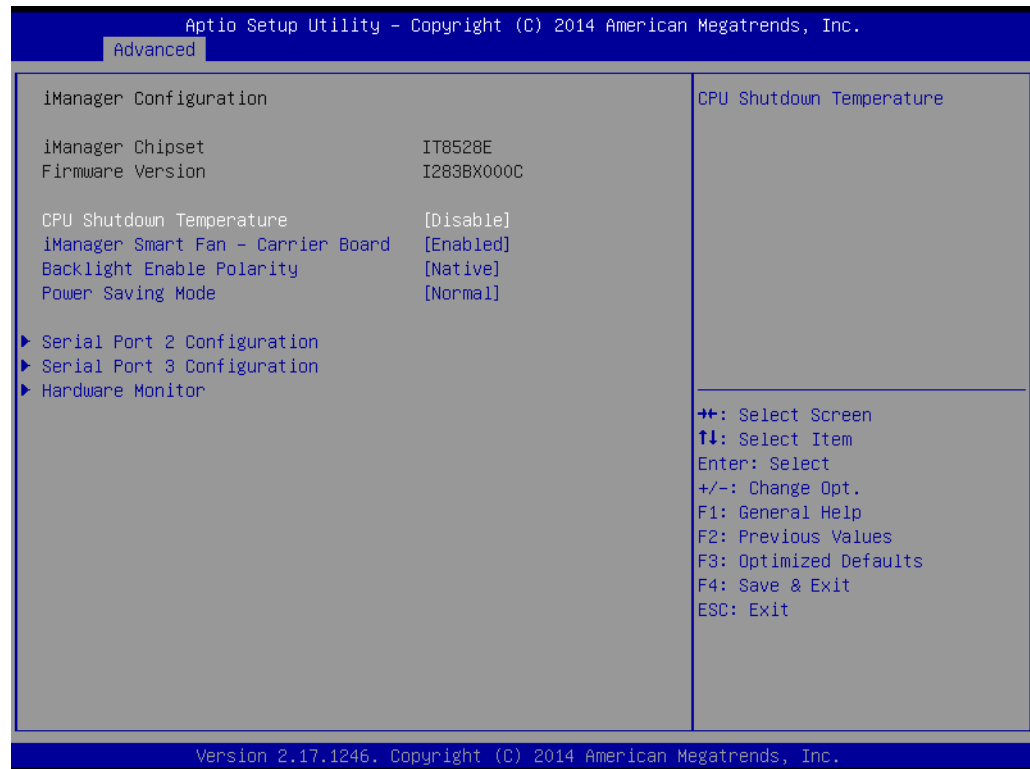 Aptio Setup Utility – Copyright (C) 2014 American Megatrends, Inc.
Advanced
iManager Configuration
iManager Chipset IT8528E
Firmware Version I283BX000C
CPU Shutdown Temperature [Disable]
iManager Smart Fan – Carrier Board [Enabled]
Backlight Enable Polarity [Native]
Power Saving Mode [Normal]
▶ Serial Port 2 Configuration
▶ Serial Port 3 Configuration
▶ Hardware Monitor
CPU Shutdown Temperature
→←: Select Screen
↑↓: Select Item
Enter: Select
+/-: Change Opt.
F1: General Help
F2: Previous Values
F3: Optimized Defaults
F4: Save & Exit
ESC: Exit
Version 2.17.1246. Copyright (C) 2014 American Megatrends, Inc.